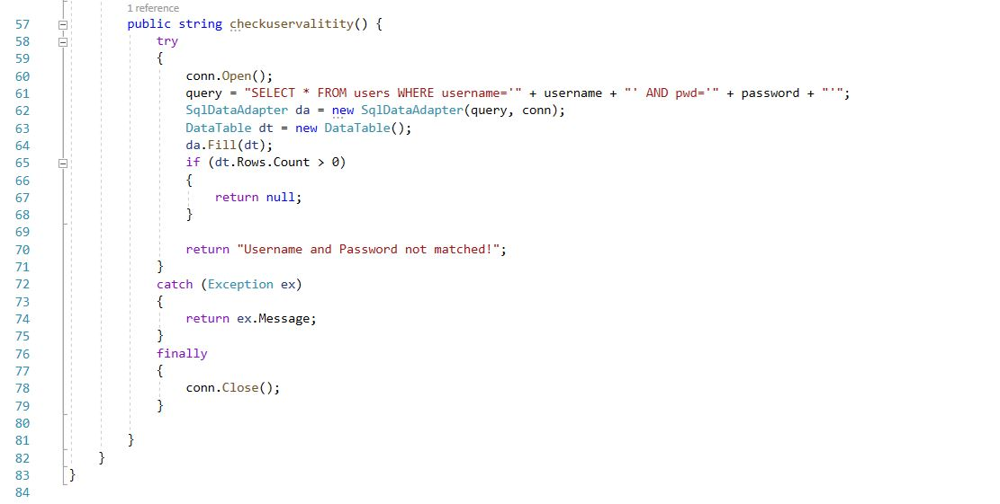 1 reference
57 public string checkuservalitity() {
58 try
59 {
60 conn.Open();
61 query = "SELECT * FROM users WHERE username='" + username + "' AND pwd='" + password + "'";
62 SqlDataAdapter da = new SqlDataAdapter(query, conn);
63 DataTable dt = new DataTable();
64 da.Fill(dt);
65 if (dt.Rows.Count > 0)
66 {
67 return null;
68 }
69
70 return "Username and Password not matched!";
71 }
72 catch (Exception ex)
73 {
74 return ex.Message;
75 }
76 finally
77 {
78 conn.Close();
79 }
80
81 }
82 }
83 }
84